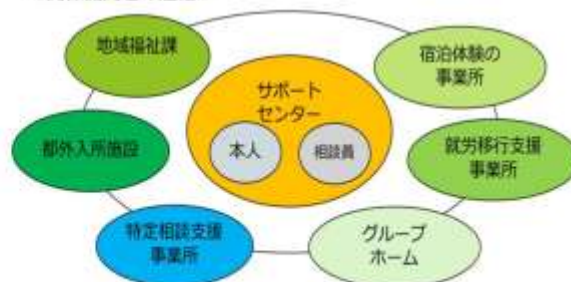 地域福祉課
宿泊体験の
事業所
サポート
センター
本人
相談員
都外入所施設
就労移行支援
事業所
特定相談支援
事業所
グループ
ホーム